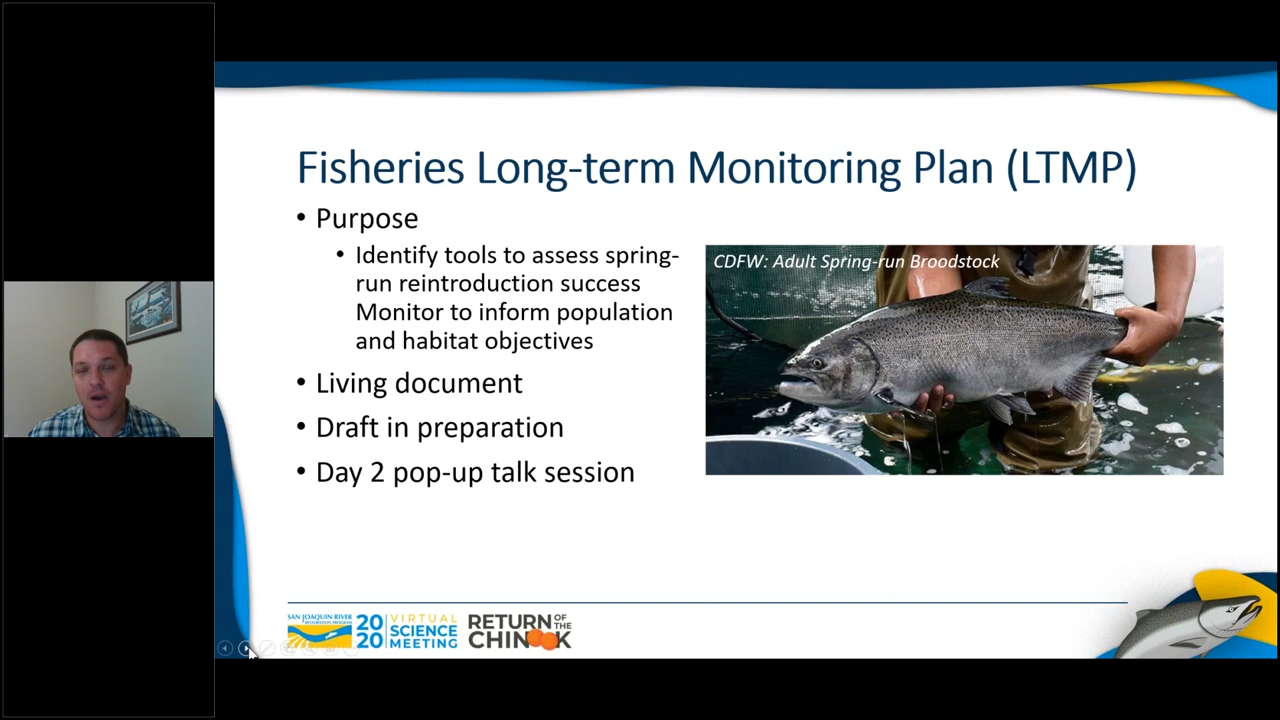 Fisheries Long-term Monitoring Plan (LTMP)
• Purpose
• Identify tools to assess spring-
run reintroduction success
Monitor to inform population
and habitat objectives
• Living document
• Draft in preparation
• Day 2 pop-up talk session
CDFW: Adult Spring-run Broodstock
SAN JOAQUIN RIVER
RESTORATION PROGRAM
2020 VIRTUAL
SCIENCE
MEETING
RETURN OF THE
CHINOOK